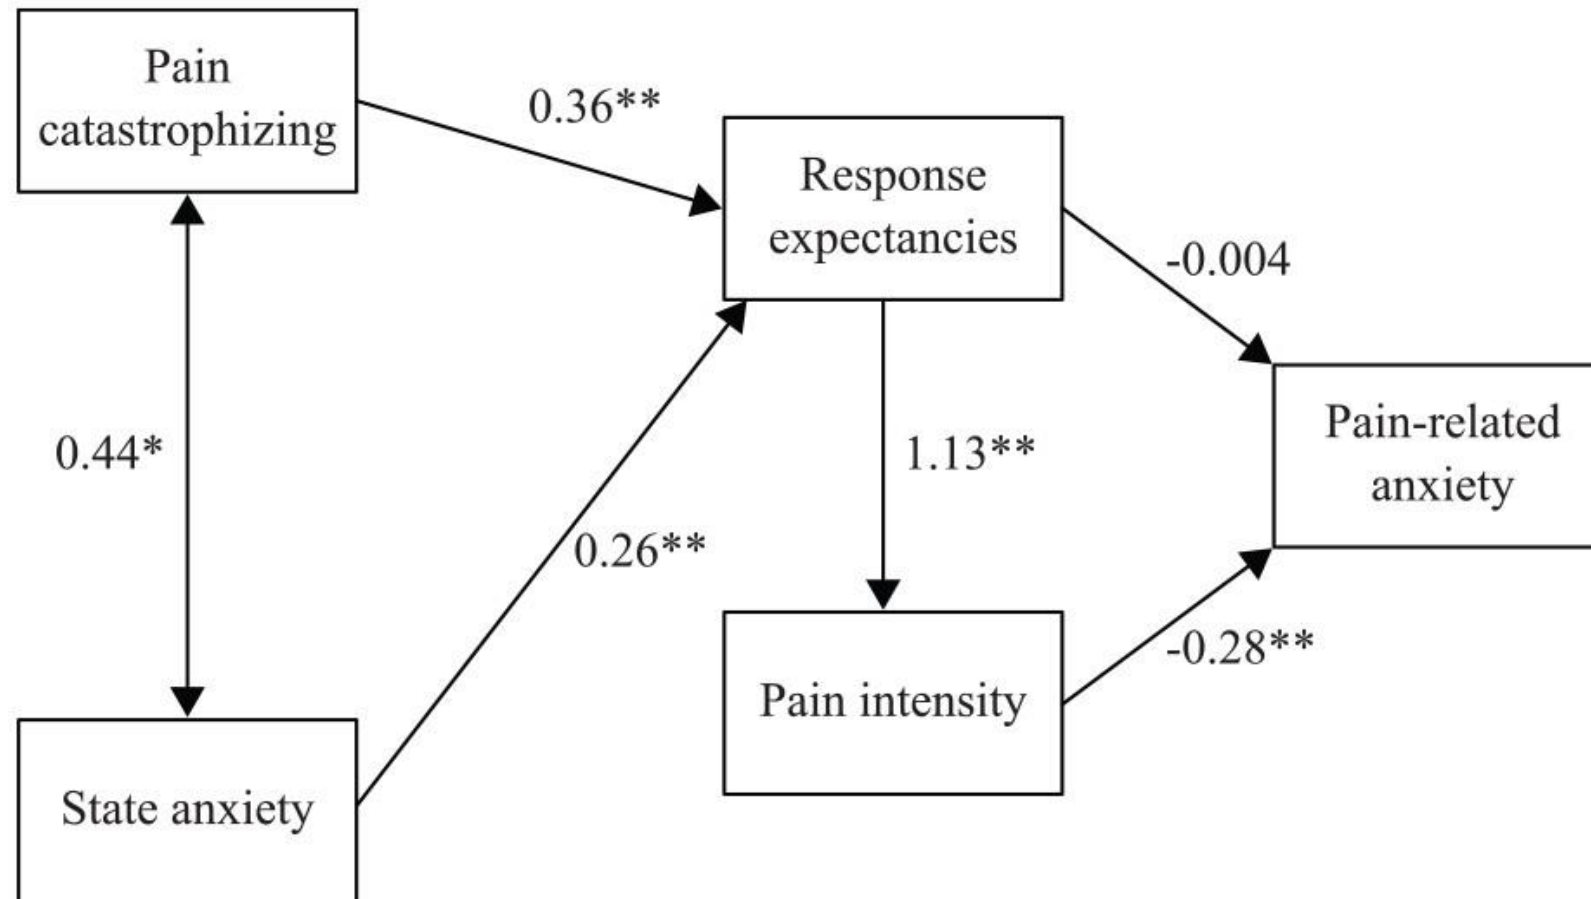 Pain
catastrophizing
0.36**
Response
expectancies
-0.004
0.44*
0.26**
1.13**
Pain-related
anxiety
Pain intensity
-0.28**
State anxiety